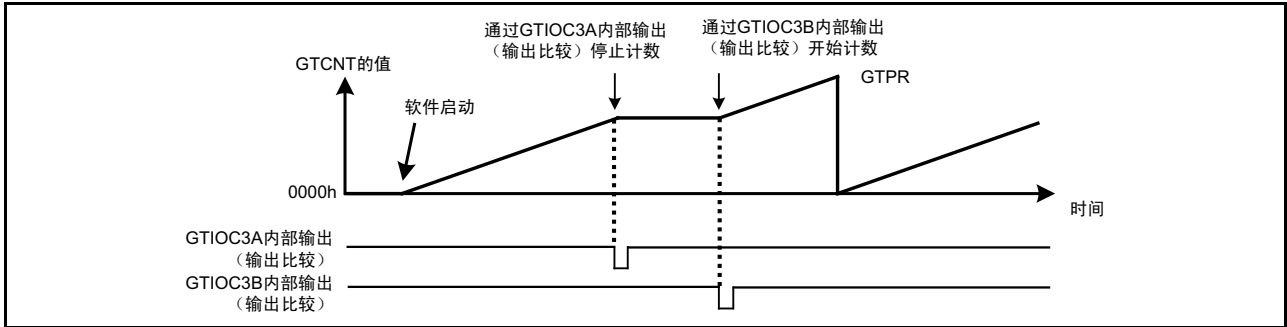 通过GTIOC3A内部输出
（输出比较）停止计数
通过GTIOC3B内部输出
（输出比较）开始计数
GTCNT的值
GTPR
软件启动
0000h
时间
GTIOC3A内部输出
（输出比较）
GTIOC3B内部输出
（输出比较）